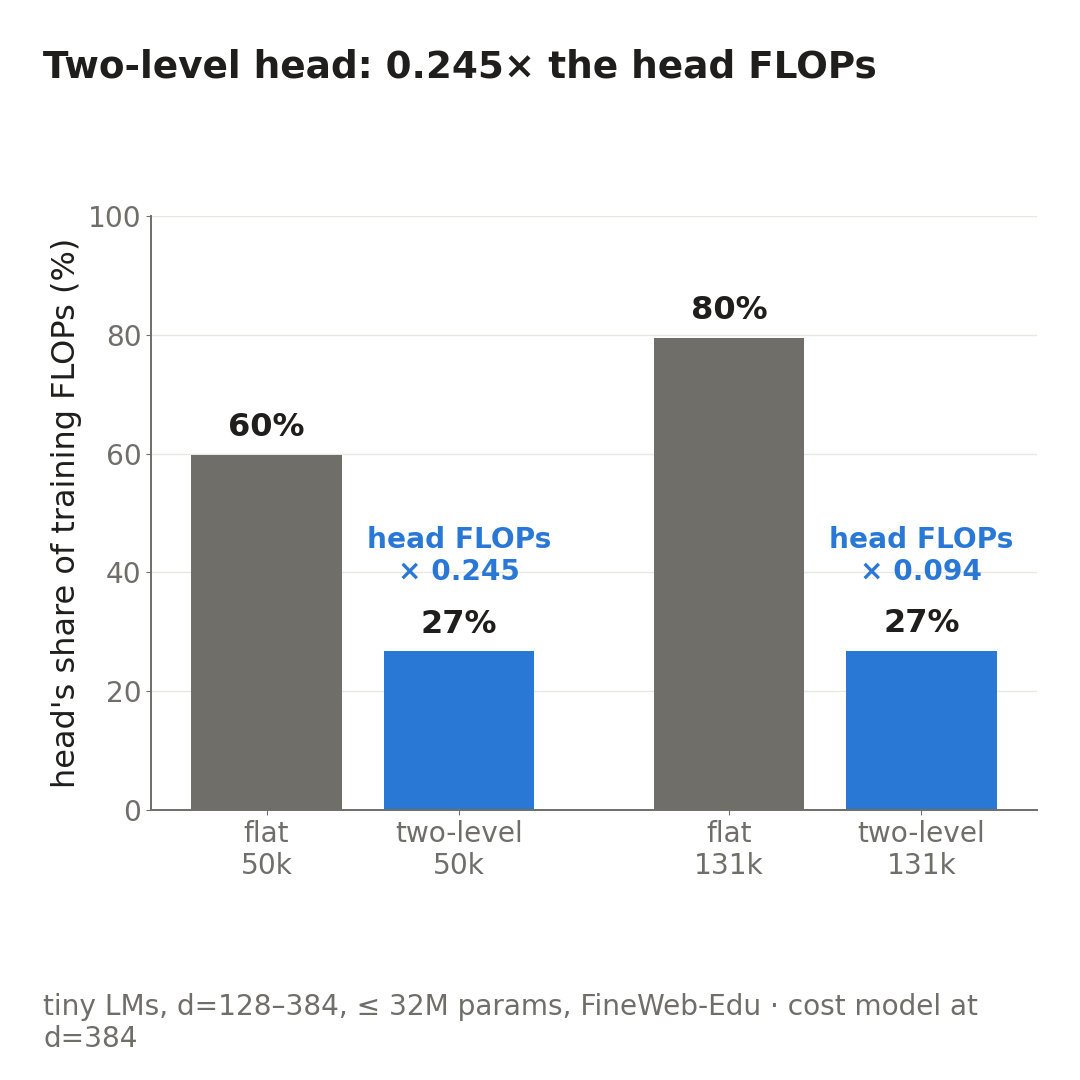 Two-level head: 0.245× the head FLOPs
head's share of training FLOPs (%)
100
80
60
40
20
0
60%
head FLOPs
× 0.245
27%
80%
head FLOPs
× 0.094
27%
flat
50k
two-level
50k
flat
131k
two-level
131k
tiny LMs, d=128–384, ≤ 32M params, FineWeb-Edu · cost model at
d=384